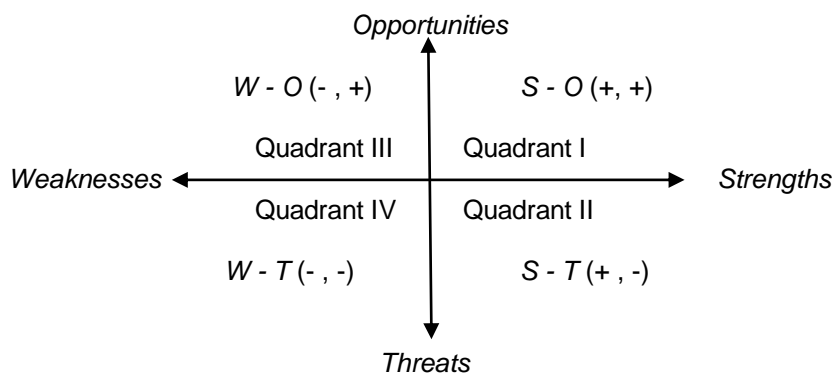 Opportunities
W - O (- , +) S - O (+, +)
Quadrant III Quadrant I
Weaknesses Strengths
Quadrant IV Quadrant II
W - T (- , -) S - T (+ , -)
Threats